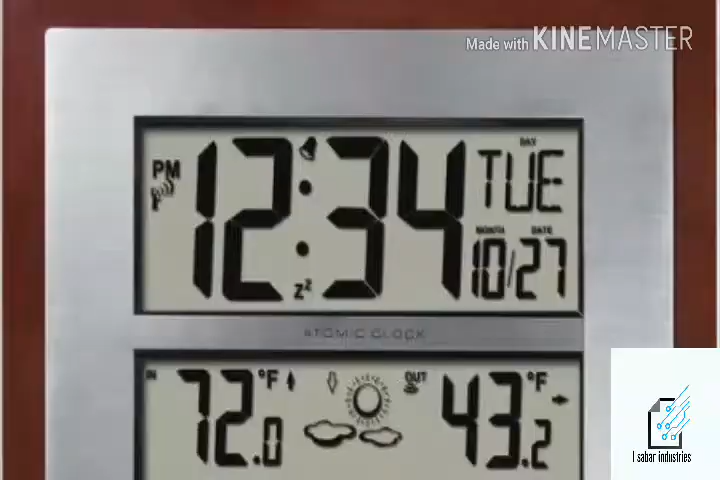 Made with KINEMASTER
PM 12:34
DAY
TUE
MONTH DATE
10/27
Z²
ATOMIC CLOCK
IN 72.0 °F
OUT 43.2 °F
I sabar industries